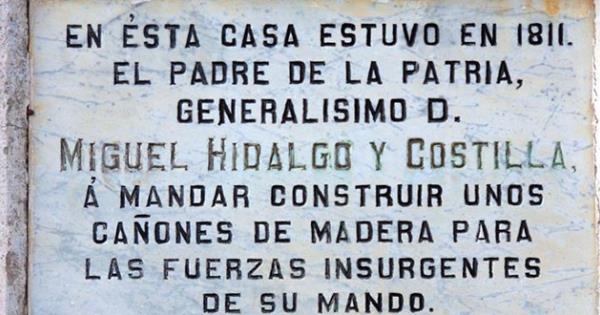 EN ÉSTA CASA ESTUVO EN 1811.
EL PADRE DE LA PATRIA,
GENERALISIMO D.
MIGUEL HIDALGO Y COSTILLA,
Á MANDAR CONSTRUIR UNOS
CAÑONES DE MADERA PARA
LAS FUERZAS INSURGENTES
DE SU MANDO.